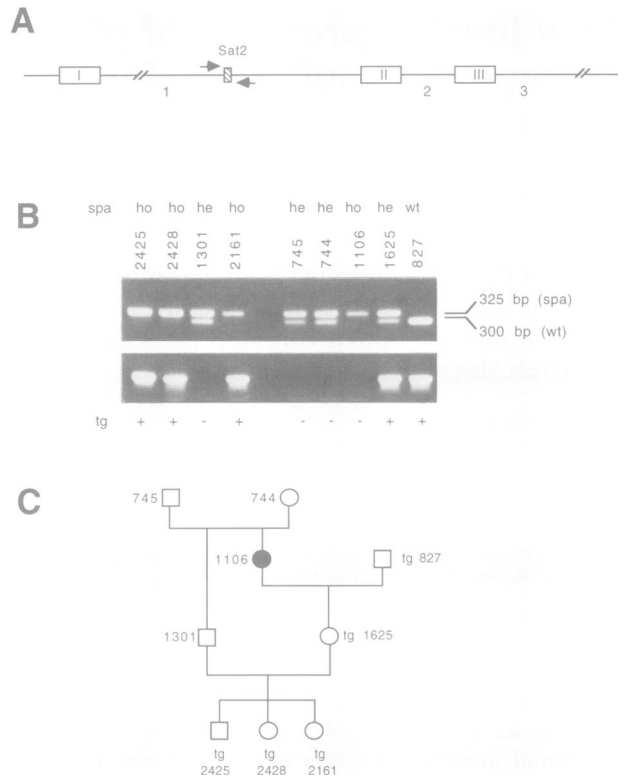 A
Sat2
I II III
1 2 3
B
spa ho ho he ho he he ho he wt
2425 2428 1301 2161 745 744 1106 1625 827
325 bp (spa)
300 bp (wt)
tg + + - + - - - + +
C
745 744
1106 tg 827
1301 tg 1625
tg tg tg
2425 2428 2161